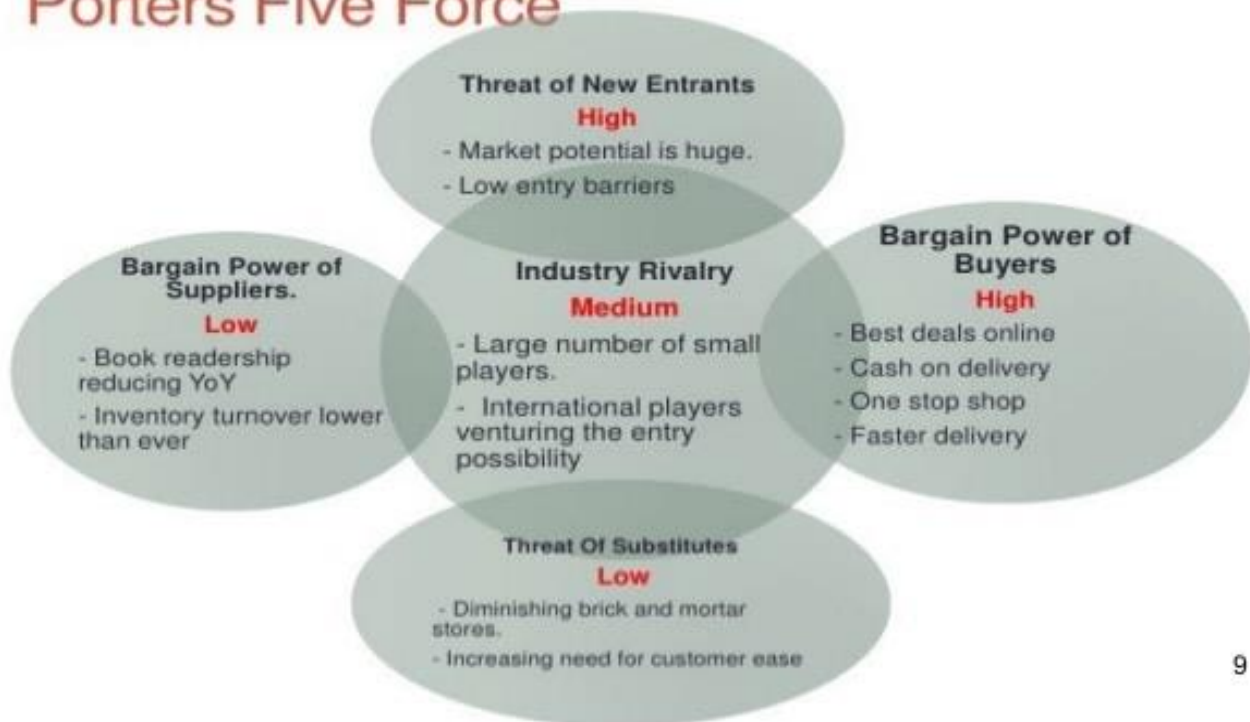 Porters Five Force
Threat of New Entrants
High
- Market potential is huge.
- Low entry barriers
Bargain Power of
Suppliers.
Low
- Book readership
reducing YoY
- Inventory turnover lower
than ever
Industry Rivalry
Medium
- Large number of small
players.
- International players
venturing the entry
possibility
Bargain Power of
Buyers
High
- Best deals online
- Cash on delivery
- One stop shop
- Faster delivery
Threat Of Substitutes
Low
- Diminishing brick and mortar
stores.
- Increasing need for customer ease
9